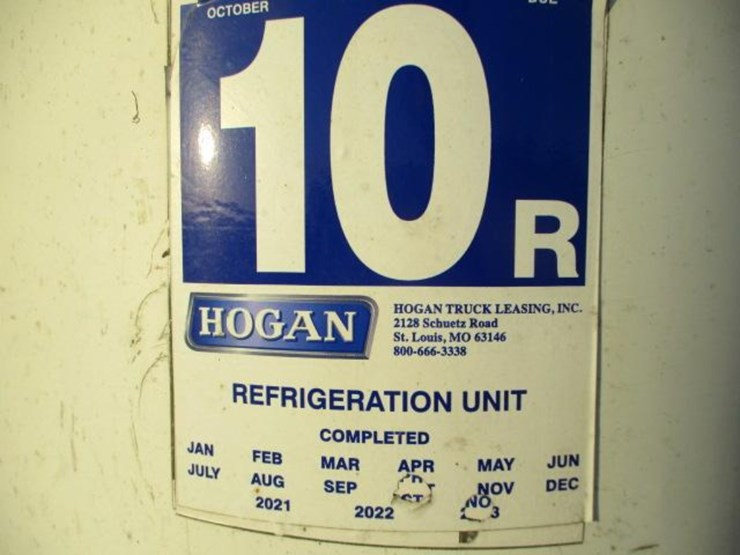 OCTOBER DUE
10 R
HOGAN
HOGAN TRUCK LEASING, INC.
2128 Schuetz Road
St. Louis, MO 63146
800-666-3338
REFRIGERATION UNIT
COMPLETED
JAN FEB MAR APR MAY JUN
JULY AUG SEP NOV DEC
2021 2022